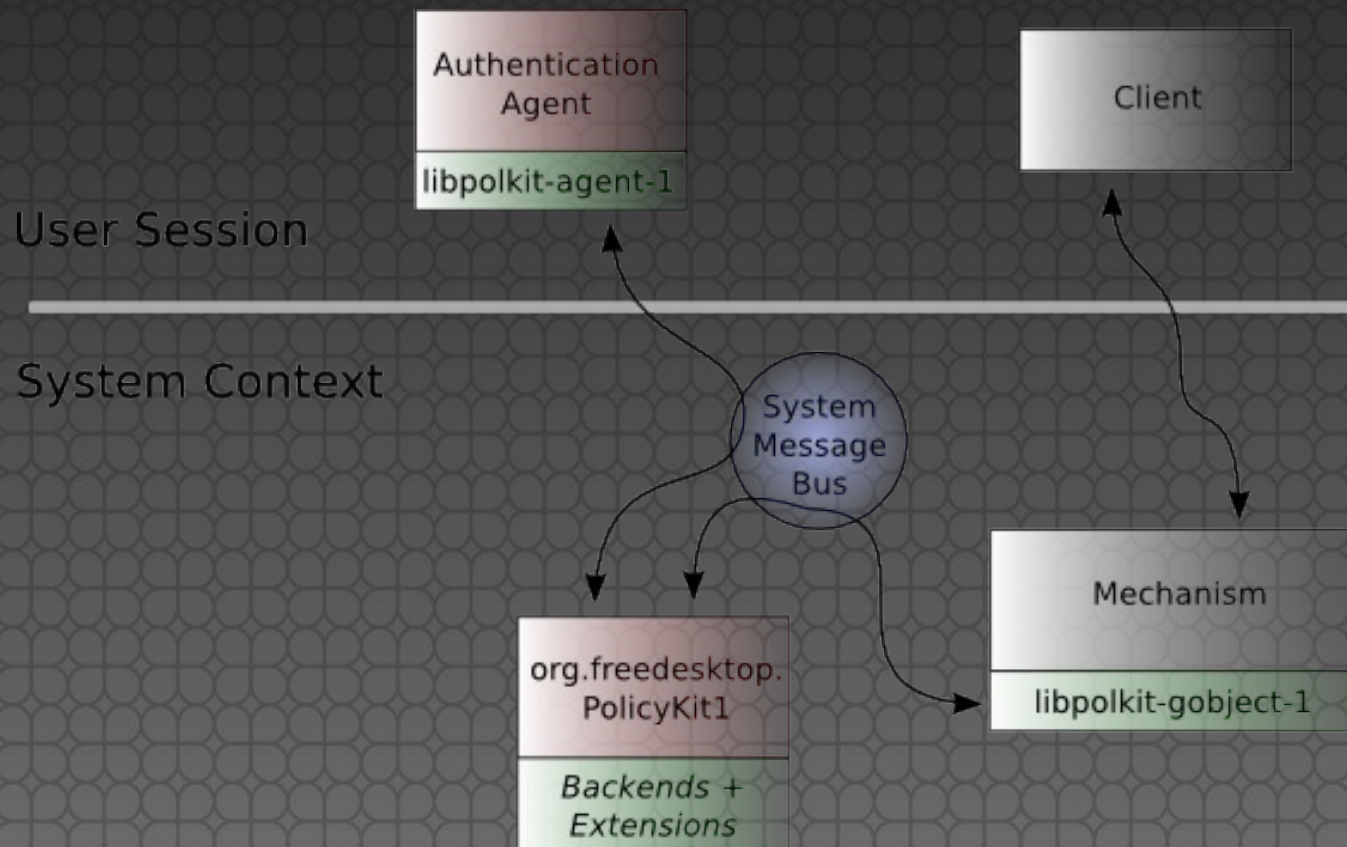 Authentication
Agent
libpolkit-agent-1
Client
User Session
System Context
System
Message
Bus
Mechanism
libpolkit-gobject-1
org.freedesktop.
PolicyKit1
Backends +
Extensions